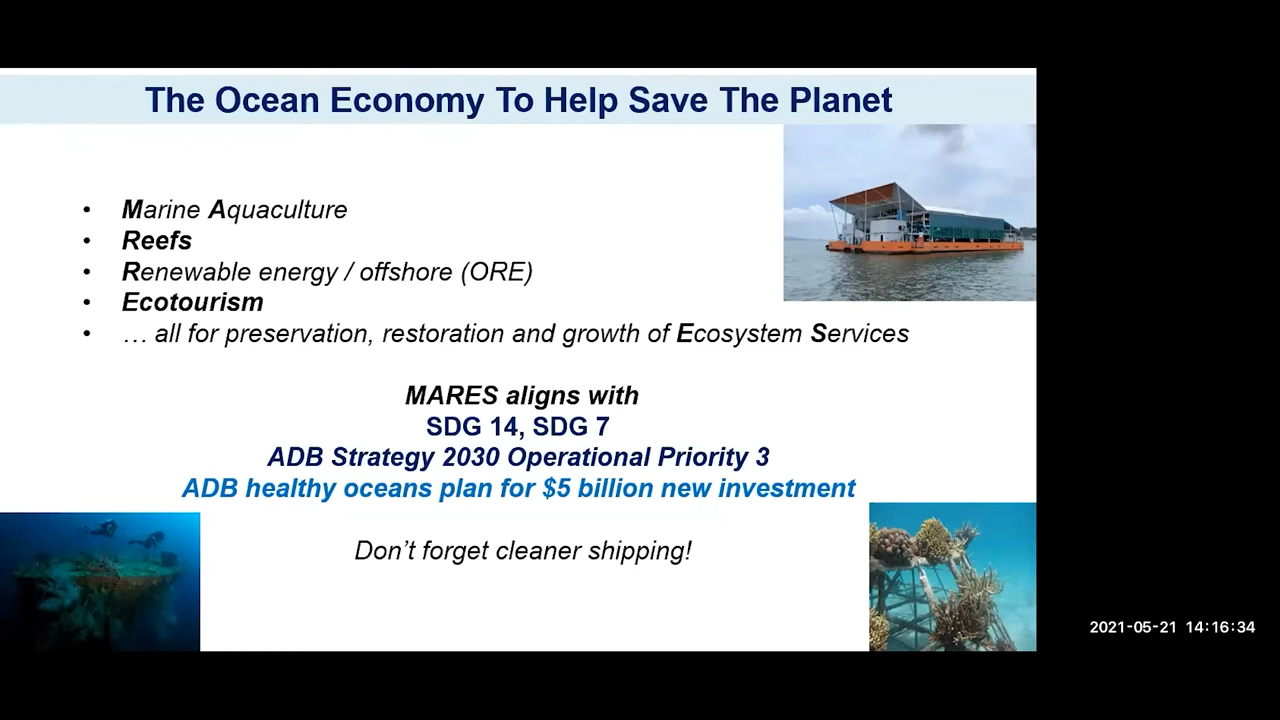 The Ocean Economy To Help Save The Planet
• Marine Aquaculture
• Reefs
• Renewable energy / offshore (ORE)
• Ecotourism
• … all for preservation, restoration and growth of Ecosystem Services
MARES aligns with
SDG 14, SDG 7
ADB Strategy 2030 Operational Priority 3
ADB healthy oceans plan for $5 billion new investment
Don’t forget cleaner shipping!
2021-05-21 14:16:34